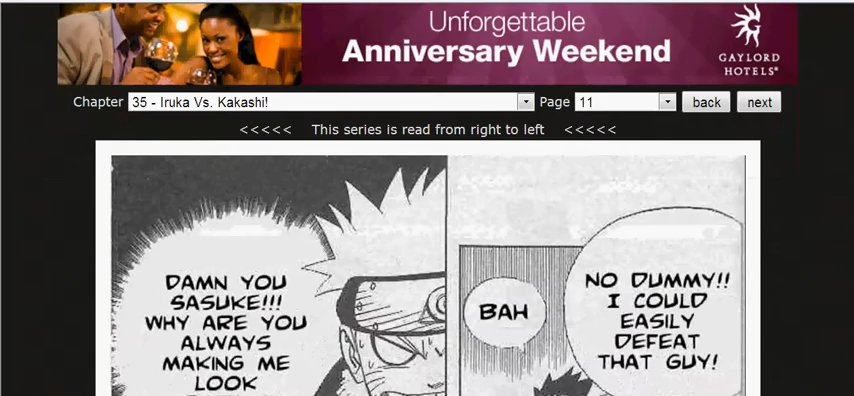 Unforgettable
Anniversary Weekend
GAYLORD
HOTELS®
Chapter 35 - Iruka Vs. Kakashi! Page 11 back next
<<<<< This series is read from right to left <<<<<
NO DUMMY!!
I COULD
EASILY
DEFEAT
THAT GUY!
BAH
DAMN YOU
SASUKE!!!
WHY ARE YOU
ALWAYS
MAKING ME
LOOK